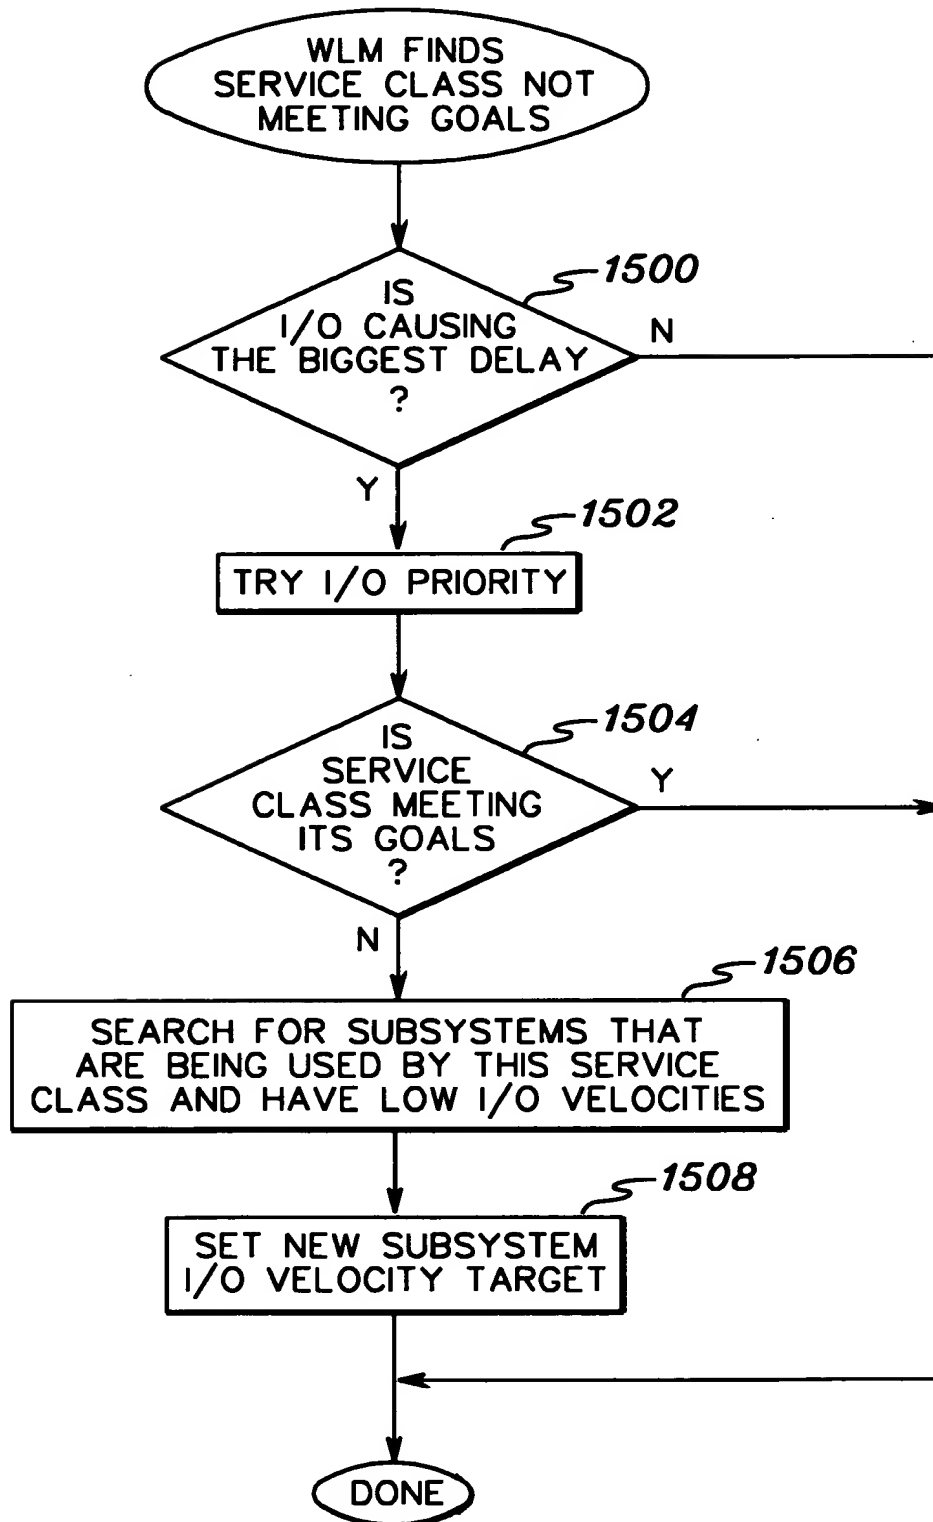 WLM FINDS
SERVICE CLASS NOT
MEETING GOALS
1500
IS
I/O CAUSING
THE BIGGEST DELAY
?
N
Y
1502
TRY I/O PRIORITY
1504
IS
SERVICE
CLASS MEETING
ITS GOALS
?
Y
N
1506
SEARCH FOR SUBSYSTEMS THAT
ARE BEING USED BY THIS SERVICE
CLASS AND HAVE LOW I/O VELOCITIES
1508
SET NEW SUBSYSTEM
I/O VELOCITY TARGET
DONE